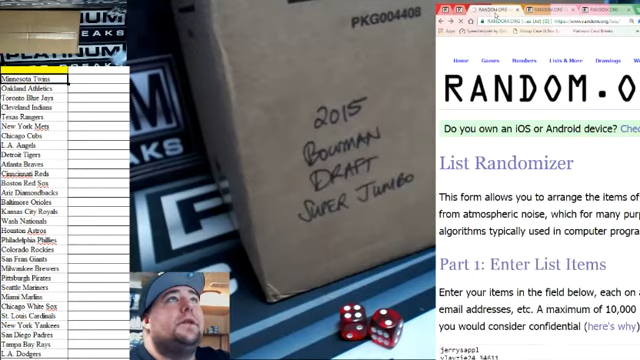 PLATINUM
BREAKS
Minnesota Twins
Oakland Athletics
Toronto Blue Jays
Cleveland Indians
Texas Rangers
New York Mets
Chicago Cubs
L.A. Angels
Detroit Tigers
Atlanta Braves
Cincinnati Reds
Boston Red Sox
Ariz Diamondbacks
Baltimore Orioles
Kansas City Royals
Wash Nationals
Houston Astros
Philadelphia Phillies
Colorado Rockies
San Fran Giants
Milwaukee Brewers
Pittsburgh Pirates
Seattle Mariners
Miami Marlins
Chicago White Sox
St. Louis Cardinals
New York Yankees
San Diego Padres
Tampa Bay Rays
L.A. Dodgers
PKG004408
2015
BOWMAN
DRAFT
SUPER JUMBO
Home Games Numbers Lists & More Drawings
RANDOM.O
Do you own an iOS or Android device? Che
List Randomizer
This form allows you to arrange the items of
from atmospheric noise, which for many pur
algorithms typically used in computer progra
Part 1: Enter List Items
Enter your items in the field below, each on
email addresses, etc. A maximum of 10,000
you would consider confidential (here's why)
jerrysappl